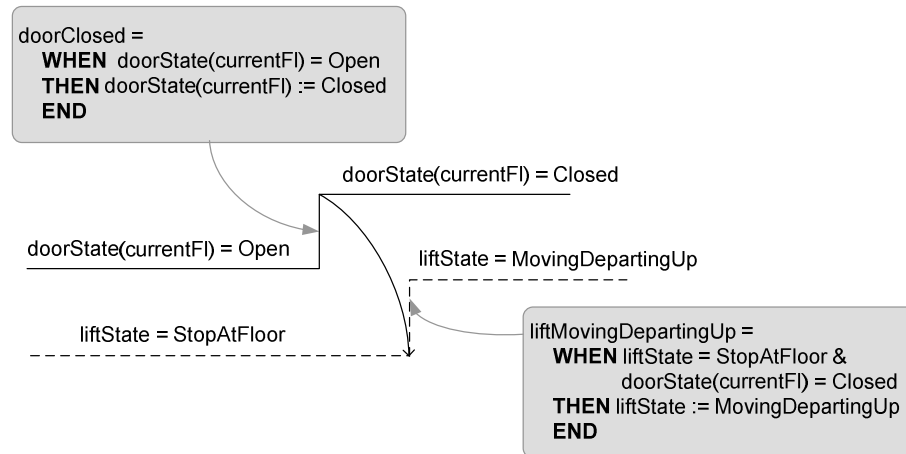 doorClosed =
WHEN doorState(currentFl) = Open
THEN doorState(currentFl) := Closed
END
doorState(currentFl) = Closed
doorState(currentFl) = Open
liftState = MovingDepartingUp
liftState = StopAtFloor
liftMovingDepartingUp =
WHEN liftState = StopAtFloor &
doorState(currentFl) = Closed
THEN liftState := MovingDepartingUp
END